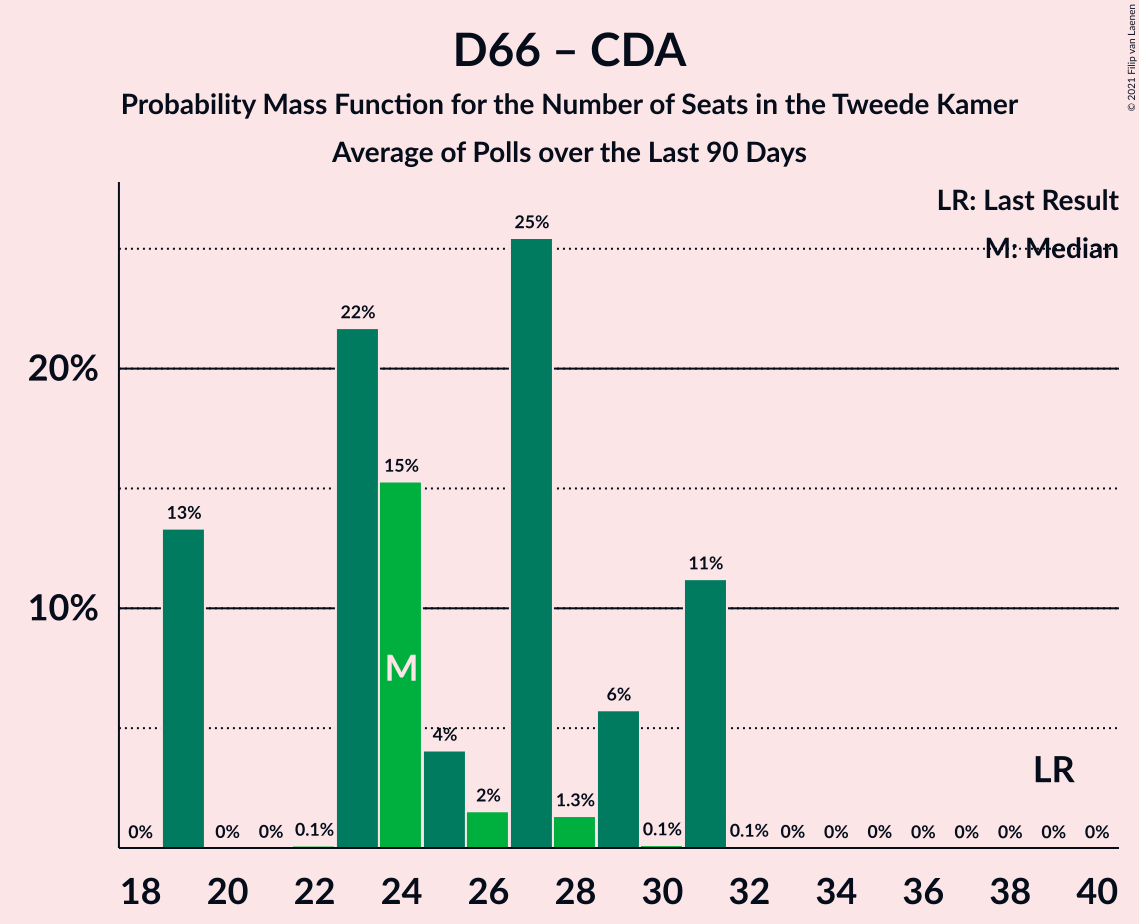 D66 – CDA
Probability Mass Function for the Number of Seats in the Tweede Kamer
Average of Polls over the Last 90 Days
© 2021 Filip van Laenen
LR: Last Result
M: Median
25%
22%
20%
15%
13%
11%
10%
M
6%
4%
LR
2%
1.3%
0% 0% 0% 0.1% 0.1% 0.1% 0% 0% 0% 0% 0% 0% 0% 0%
18 20 22 24 26 28 30 32 34 36 38 40